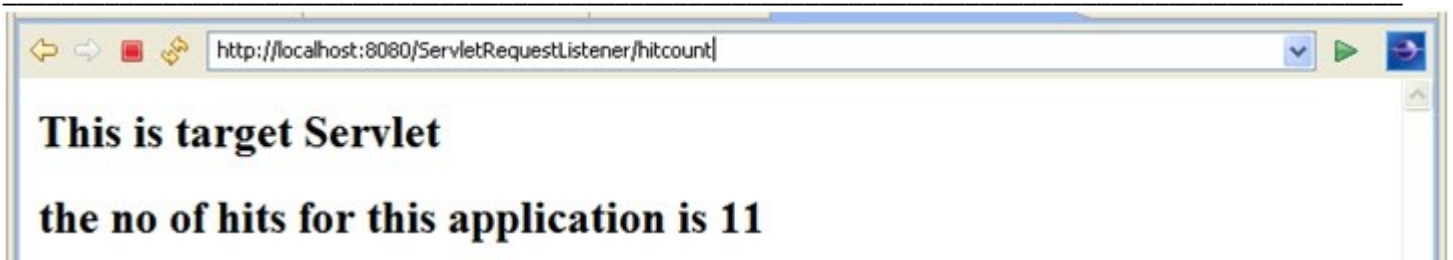 http://localhost:8080/ServletRequestListener/hitcount
This is target Servlet
the no of hits for this application is 11